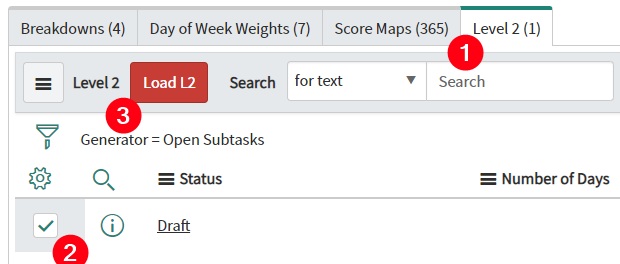 Breakdowns (4) Day of Week Weights (7) Score Maps (365) Level 2 (1)
1
Level 2 Load L2 Search for text Search
3
Generator = Open Subtasks
Status Number of Days
Draft
2